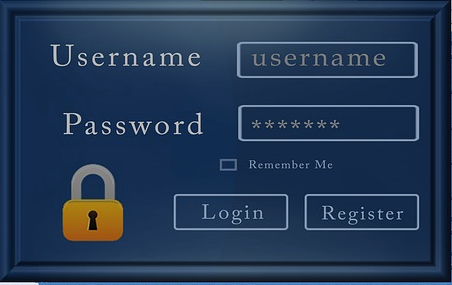 Username username
Password *******
Remember Me
Login Register